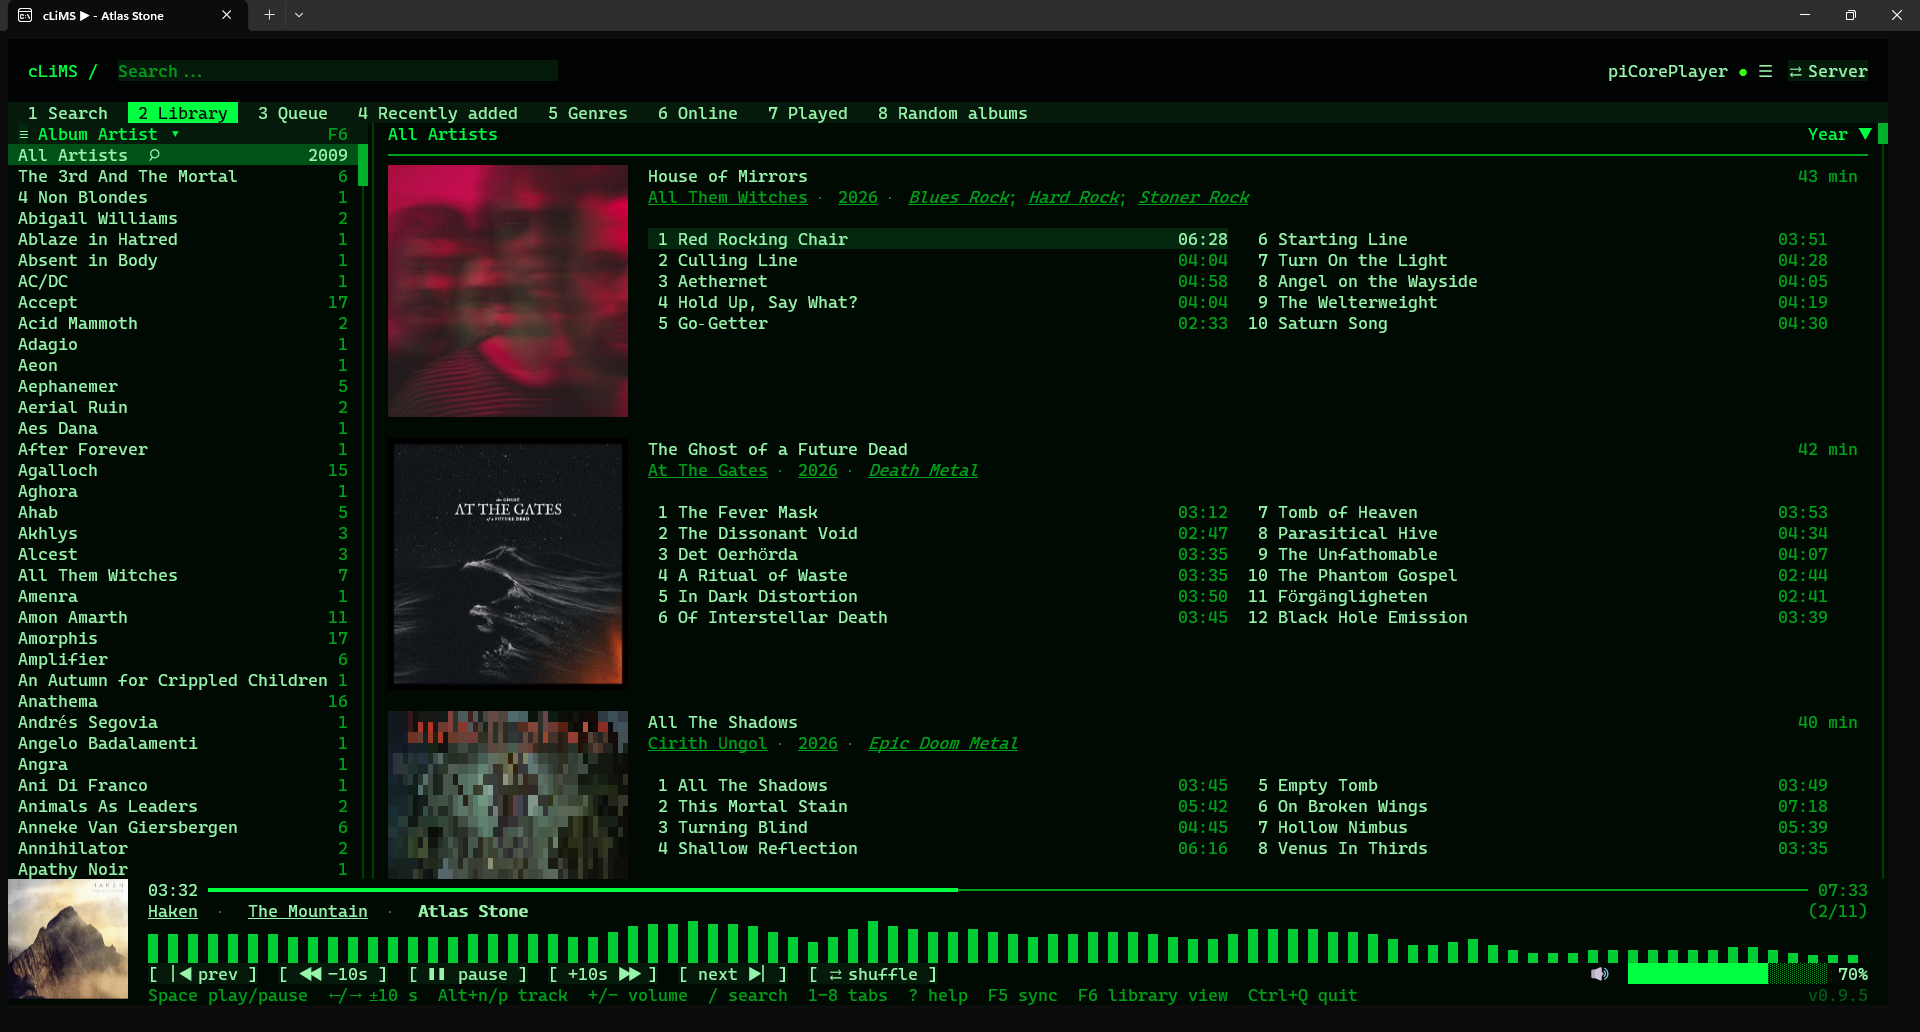 cLiMS ▶ - Atlas Stone
cLiMS / Search... piCorePlayer ● ☰ ⇄ Server
1 Search 2 Library 3 Queue 4 Recently added 5 Genres 6 Online 7 Played 8 Random albums
≡ Album Artist ▼ F6
All Artists 2009
The 3rd And The Mortal 6
4 Non Blondes 1
Abigail Williams 2
Ablaze in Hatred 1
Absent in Body 1
AC/DC 1
Accept 17
Acid Mammoth 2
Adagio 1
Aeon 1
Aephanemer 5
Aerial Ruin 2
Aes Dana 1
After Forever 1
Agalloch 15
Aghora 1
Ahab 5
Akhlys 3
Alcest 3
All Them Witches 7
Amenra 1
Amon Amarth 11
Amorphis 17
Amplifier 6
An Autumn for Crippled Children 1
Anathema 16
Andrés Segovia 1
Angelo Badalamenti 1
Angra 1
Ani Di Franco 1
Animals As Leaders 2
Anneke Van Giersbergen 6
Annihilator 2
Apathy Noir 1
All Artists Year ▼
House of Mirrors 43 min
All Them Witches · 2026 · Blues Rock; Hard Rock; Stoner Rock
1 Red Rocking Chair 06:28 6 Starting Line 03:51
2 Culling Line 04:04 7 Turn On the Light 04:28
3 Aethernet 04:58 8 Angel on the Wayside 04:05
4 Hold Up, Say What? 04:04 9 The Welterweight 04:19
5 Go-Getter 02:33 10 Saturn Song 04:30
the GHOST
AT THE GATES
of a FUTURE DEAD
The Ghost of a Future Dead 42 min
At The Gates · 2026 · Death Metal
1 The Fever Mask 03:12 7 Tomb of Heaven 03:53
2 The Dissonant Void 02:47 8 Parasitical Hive 04:34
3 Det Oerhörda 03:35 9 The Unfathomable 04:07
4 A Ritual of Waste 03:35 10 The Phantom Gospel 02:44
5 In Dark Distortion 03:50 11 Förgängligheten 02:41
6 Of Interstellar Death 03:45 12 Black Hole Emission 03:39
All The Shadows 40 min
Cirith Ungol · 2026 · Epic Doom Metal
1 All The Shadows 03:45 5 Empty Tomb 03:49
2 This Mortal Stain 05:42 6 On Broken Wings 07:18
3 Turning Blind 04:45 7 Hollow Nimbus 05:39
4 Shallow Reflection 06:16 8 Venus In Thirds 03:35
HAKEN
03:32 07:33
Haken · The Mountain · Atlas Stone (2/11)
[ |◀ prev ] [ ◀◀ −10s ] [ ▮▮ pause ] [ +10s ▶▶ ] [ next ▶| ] [ ⇄ shuffle ] 70%
Space play/pause ←/→ ±10 s Alt+n/p track +/− volume / search 1-8 tabs ? help F5 sync F6 library view Ctrl+Q quit v0.9.5